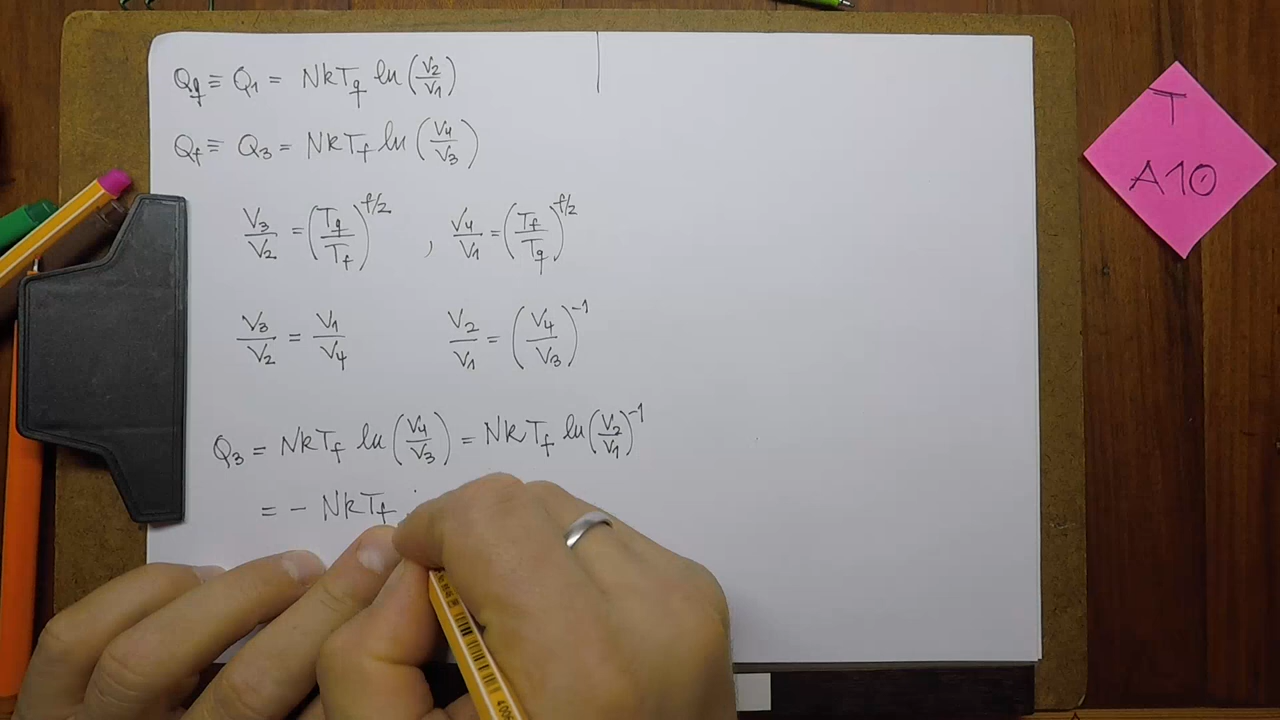 Q_q ≡ Q_1 = NkT_q ln(V_2/V_1)
Q_f ≡ Q_3 = NkT_f ln(V_4/V_3)
V_3/V_2 = (T_q/T_f)^{f/2} , V_4/V_1 = (T_f/T_q)^{f/2}
V_3/V_2 = V_1/V_4 V_2/V_1 = (V_4/V_3)^{-1}
Q_3 = NkT_f ln(V_4/V_3) = NkT_f ln(V_2/V_1)^{-1}
= - NkT_f
T
A10